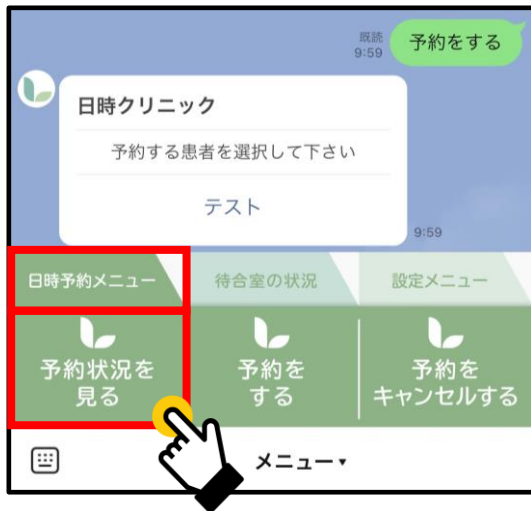 既読
9:59
予約をする
日時クリニック
予約する患者を選択して下さい
テスト
9:59
日時予約メニュー
待合室の状況
設定メニュー
予約状況を
見る
予約を
する
予約を
キャンセルする
メニュー▾